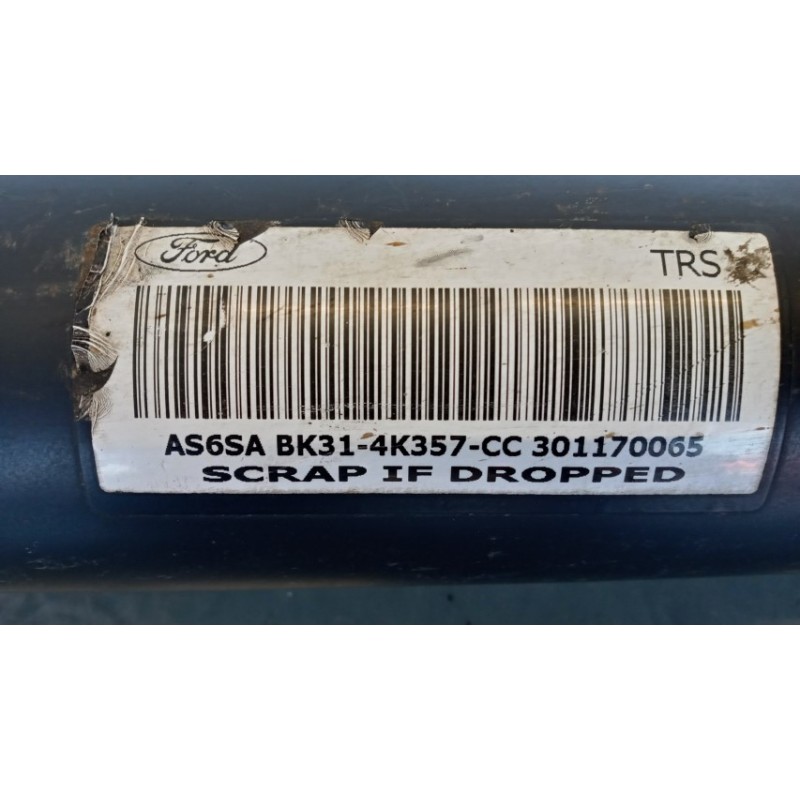 Ford
TRS
AS6SA BK31-4K357-CC 301170065
SCRAP IF DROPPED